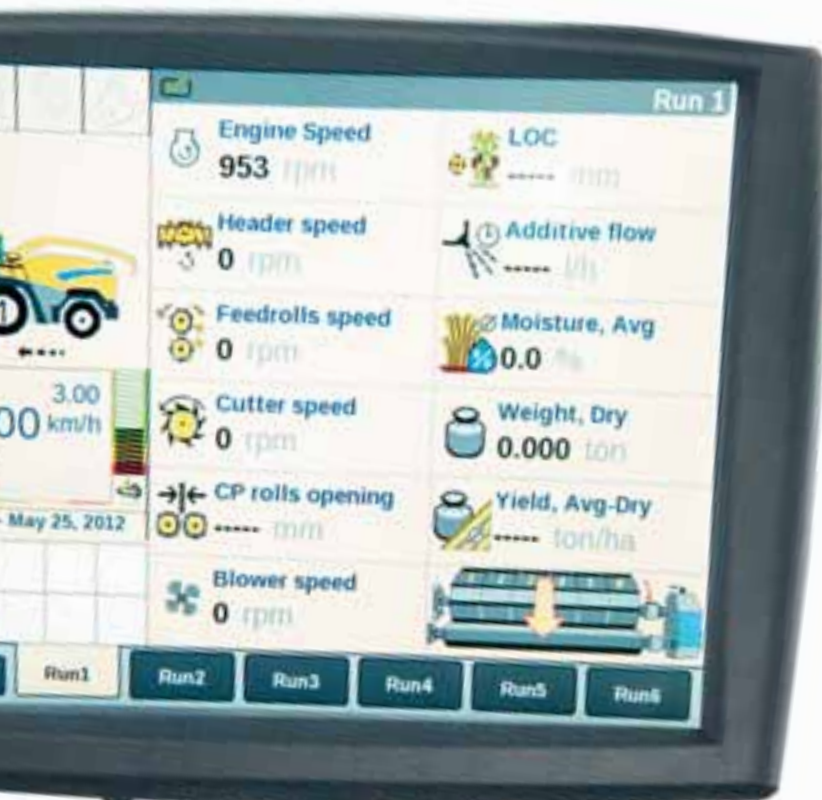 Run 1
Engine Speed
953 rpm
LOC
----- mm
Header speed
0 rpm
Additive flow
----- l/h
Feedrolls speed
0 rpm
Moisture, Avg
0.0 %
Cutter speed
0 rpm
Weight, Dry
0.000 ton
CP rolls opening
----- mm
Yield, Avg-Dry
----- ton/ha
Blower speed
0 rpm
1
3.00
00 km/h
- May 25, 2012
Run1
Run2
Run3
Run4
Run5
Run6